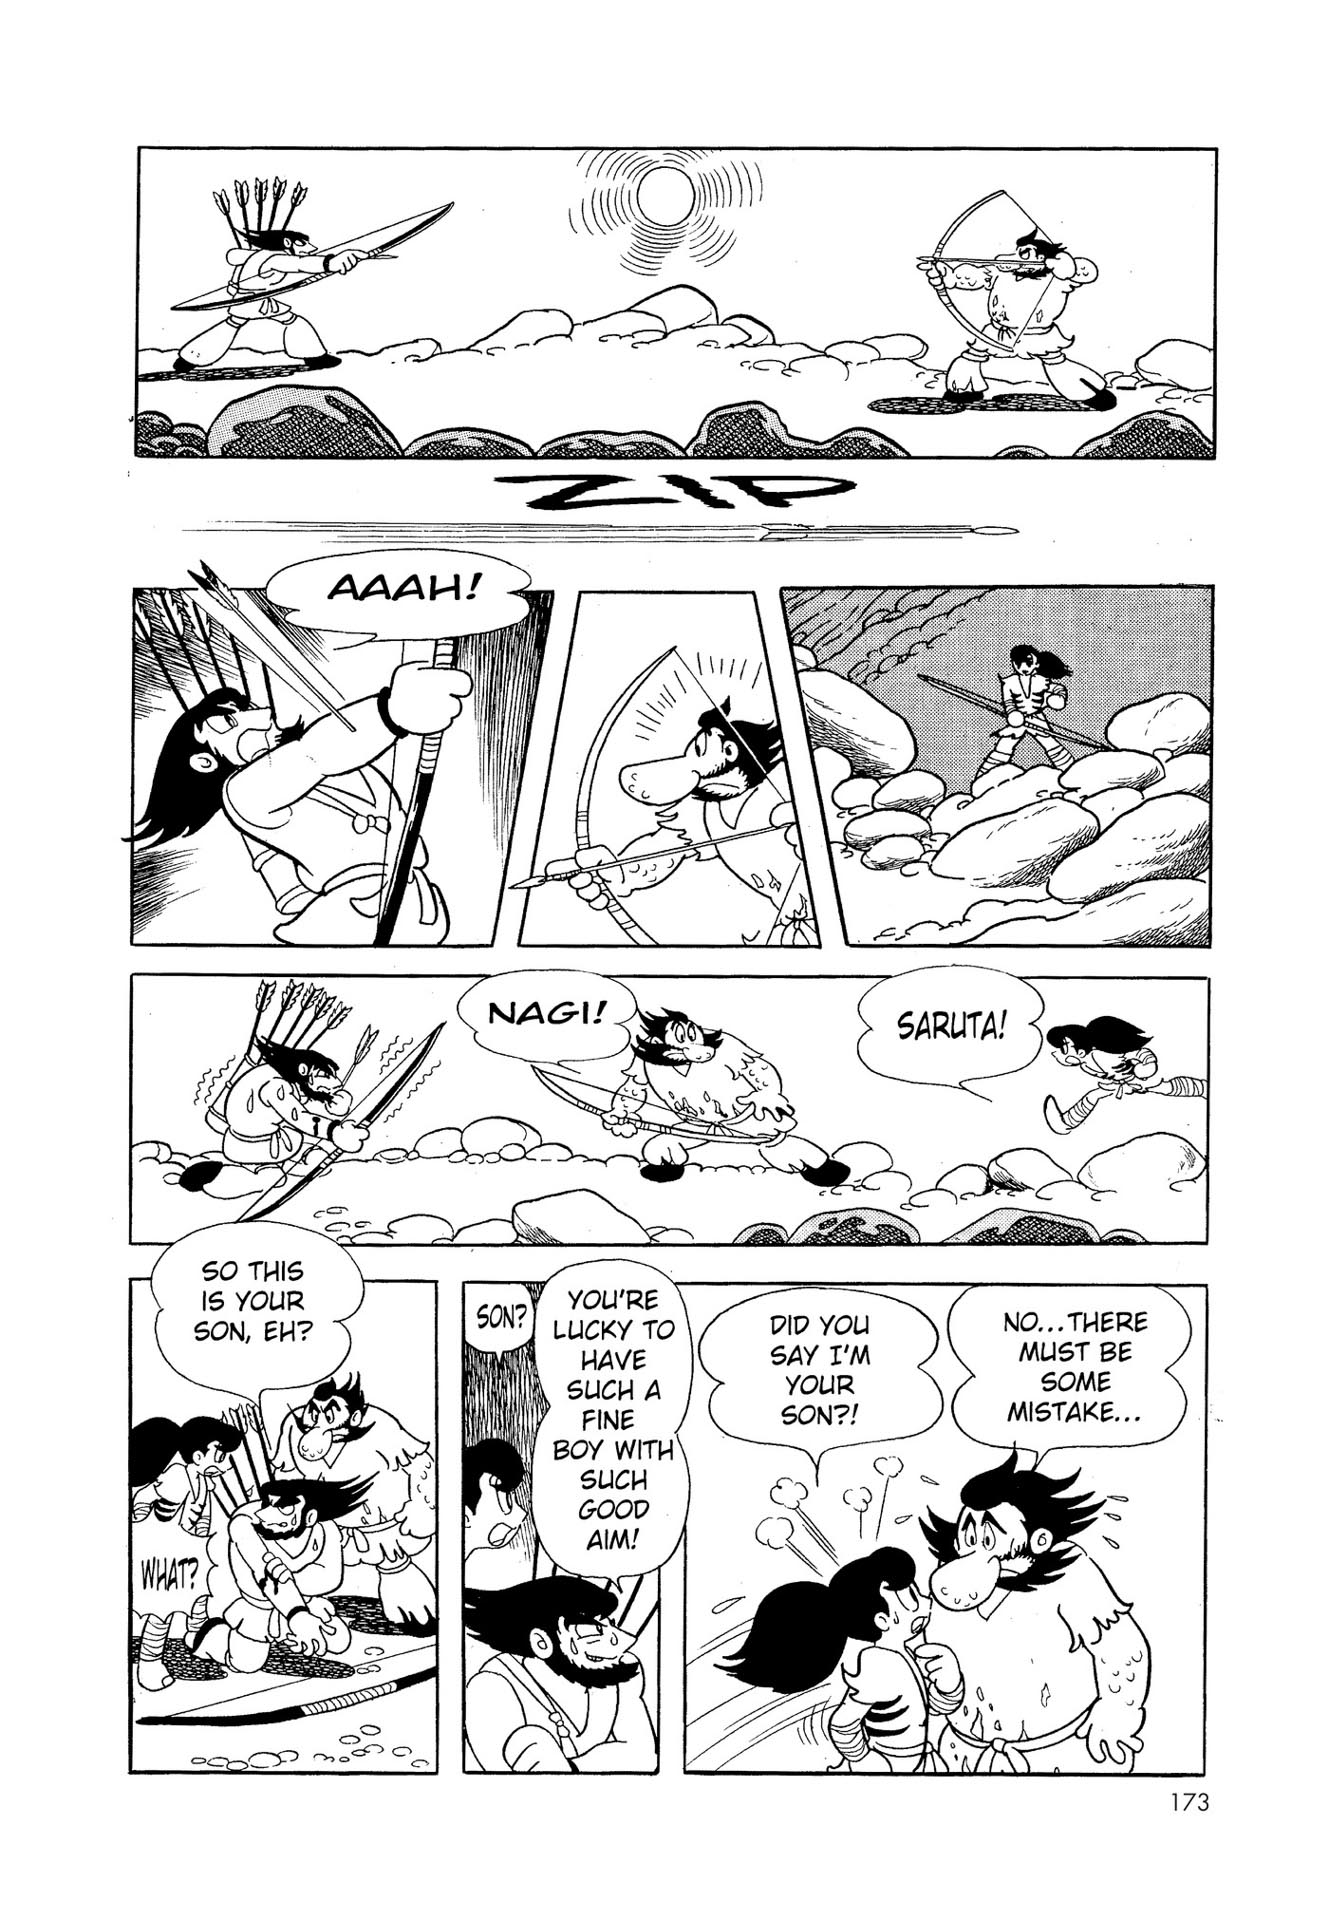 ZIP
AAAH!
NAGI!
SARUTA!
SO THIS
IS YOUR
SON, EH?
WHAT?
SON?
YOU'RE
LUCKY TO
HAVE
SUCH A
FINE
BOY WITH
SUCH
GOOD
AIM!
DID YOU
SAY I'M
YOUR
SON?!
NO...THERE
MUST BE
SOME
MISTAKE...
173